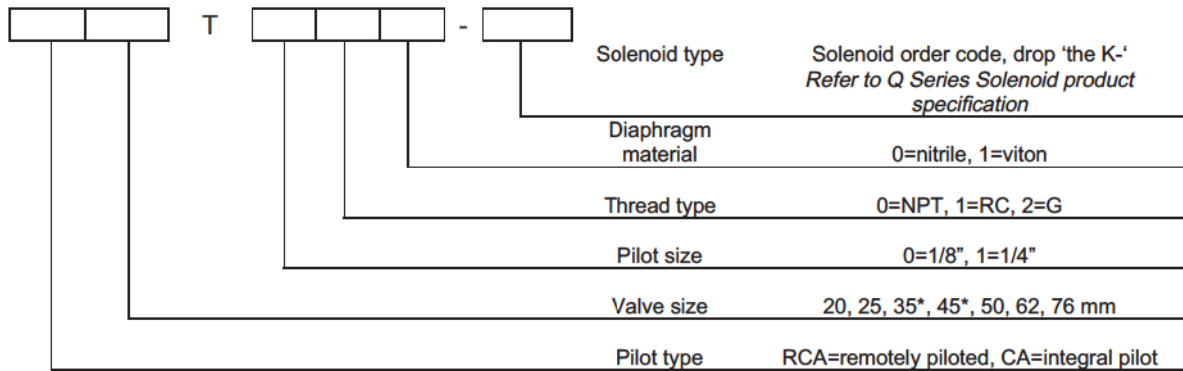 T -
Solenoid type Solenoid order code, drop ‘the K-‘
Refer to Q Series Solenoid product
specification
Diaphragm
material 0=nitrile, 1=viton
Thread type 0=NPT, 1=RC, 2=G
Pilot size 0=1/8”, 1=1/4”
Valve size 20, 25, 35*, 45*, 50, 62, 76 mm
Pilot type RCA=remotely piloted, CA=integral pilot